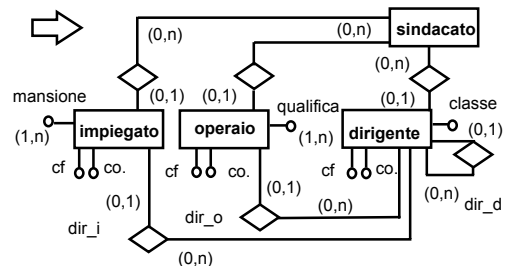 sindacato
(0,n)
(0,n)
(0,n)
mansione
(0,1)
(0,1)
qualifica
(0,1)
classe
(1,n)
impiegato
operaio
(1,n)
dirigente
(0,1)
cf
co.
cf
co.
cf
co.
(0,1)
(0,1)
(0,n)
dir_d
dir_i
dir_o
(0,n)
(0,n)